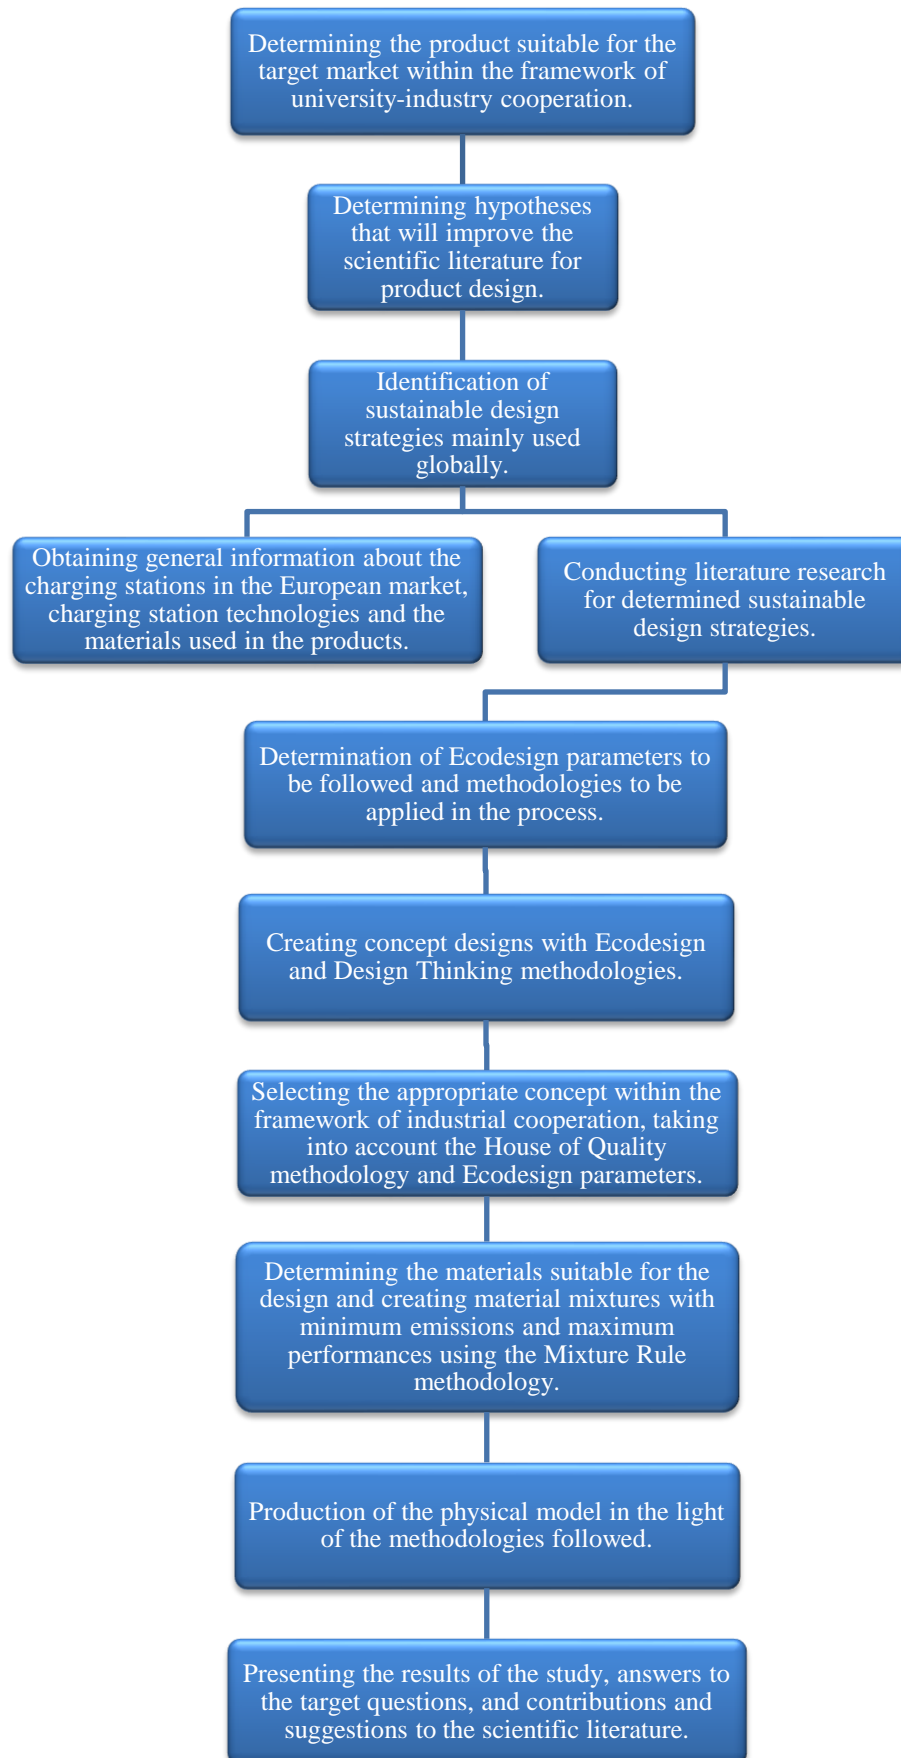 Determining the product suitable for the
target market within the framework of
university-industry cooperation.
Determining hypotheses
that will improve the
scientific literature for
product design.
Identification of
sustainable design
strategies mainly used
globally.
Obtaining general information about the
charging stations in the European market,
charging station technologies and the
materials used in the products.
Conducting literature research
for determined sustainable
design strategies.
Determination of Ecodesign parameters to
be followed and methodologies to be
applied in the process.
Creating concept designs with Ecodesign
and Design Thinking methodologies.
Selecting the appropriate concept within the
framework of industrial cooperation, taking
into account the House of Quality
methodology and Ecodesign parameters.
Determining the materials suitable for the
design and creating material mixtures with
minimum emissions and maximum
performances using the Mixture Rule
methodology.
Production of the physical model in the light
of the methodologies followed.
Presenting the results of the study, answers to
the target questions, and contributions and
suggestions to the scientific literature.